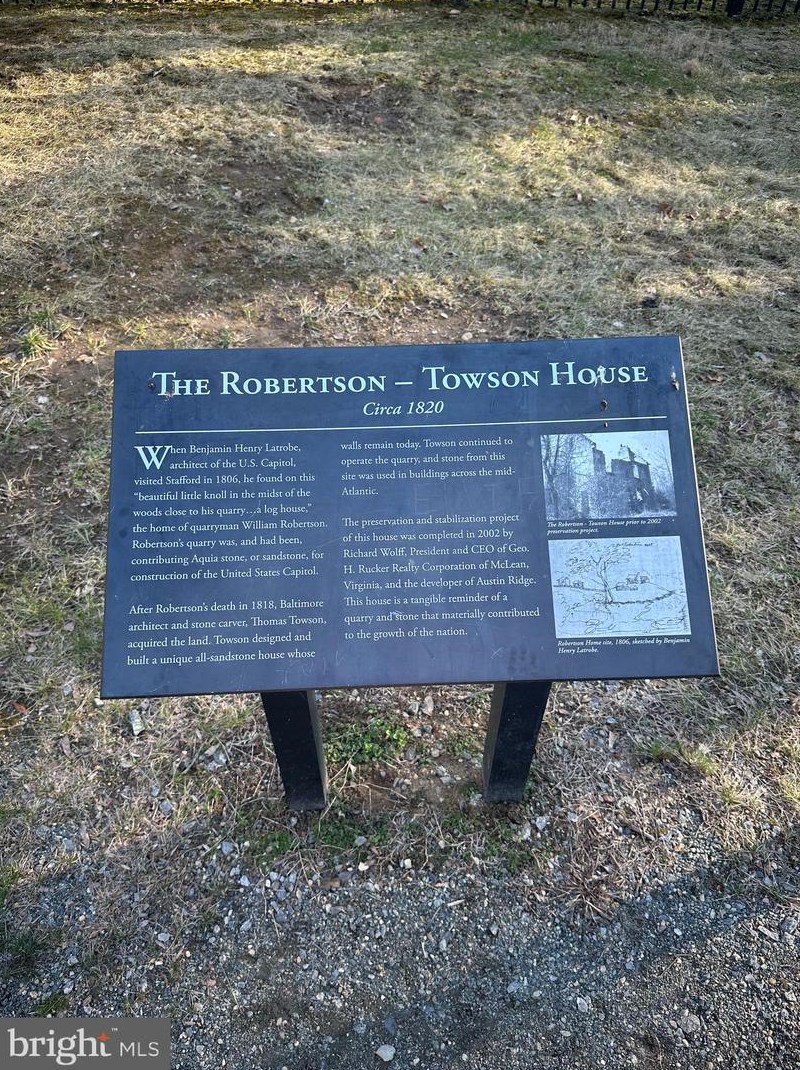 The Robertson – Towson House
Circa 1820
When Benjamin Henry Latrobe,
architect of the U.S. Capitol,
visited Stafford in 1806, he found on this
“beautiful little knoll in the midst of the
woods close to his quarry…a log house,”
the home of quarryman William Robertson.
Robertson's quarry was, and had been,
contributing Aquia stone, or sandstone, for
construction of the United States Capitol.
After Robertson's death in 1818, Baltimore
architect and stone carver, Thomas Towson,
acquired the land. Towson designed and
built a unique all-sandstone house whose
walls remain today. Towson continued to
operate the quarry, and stone from this
site was used in buildings across the mid-
Atlantic.
The preservation and stabilization project
of this house was completed in 2002 by
Richard Wolff, President and CEO of Geo.
H. Rucker Realty Corporation of McLean,
Virginia, and the developer of Austin Ridge.
This house is a tangible reminder of a
quarry and stone that materially contributed
to the growth of the nation.
The Robertson - Towson House prior to 2002
preservation project.
Robertson Home site, 1806, sketched by Benjamin
Henry Latrobe.
bright™ MLS